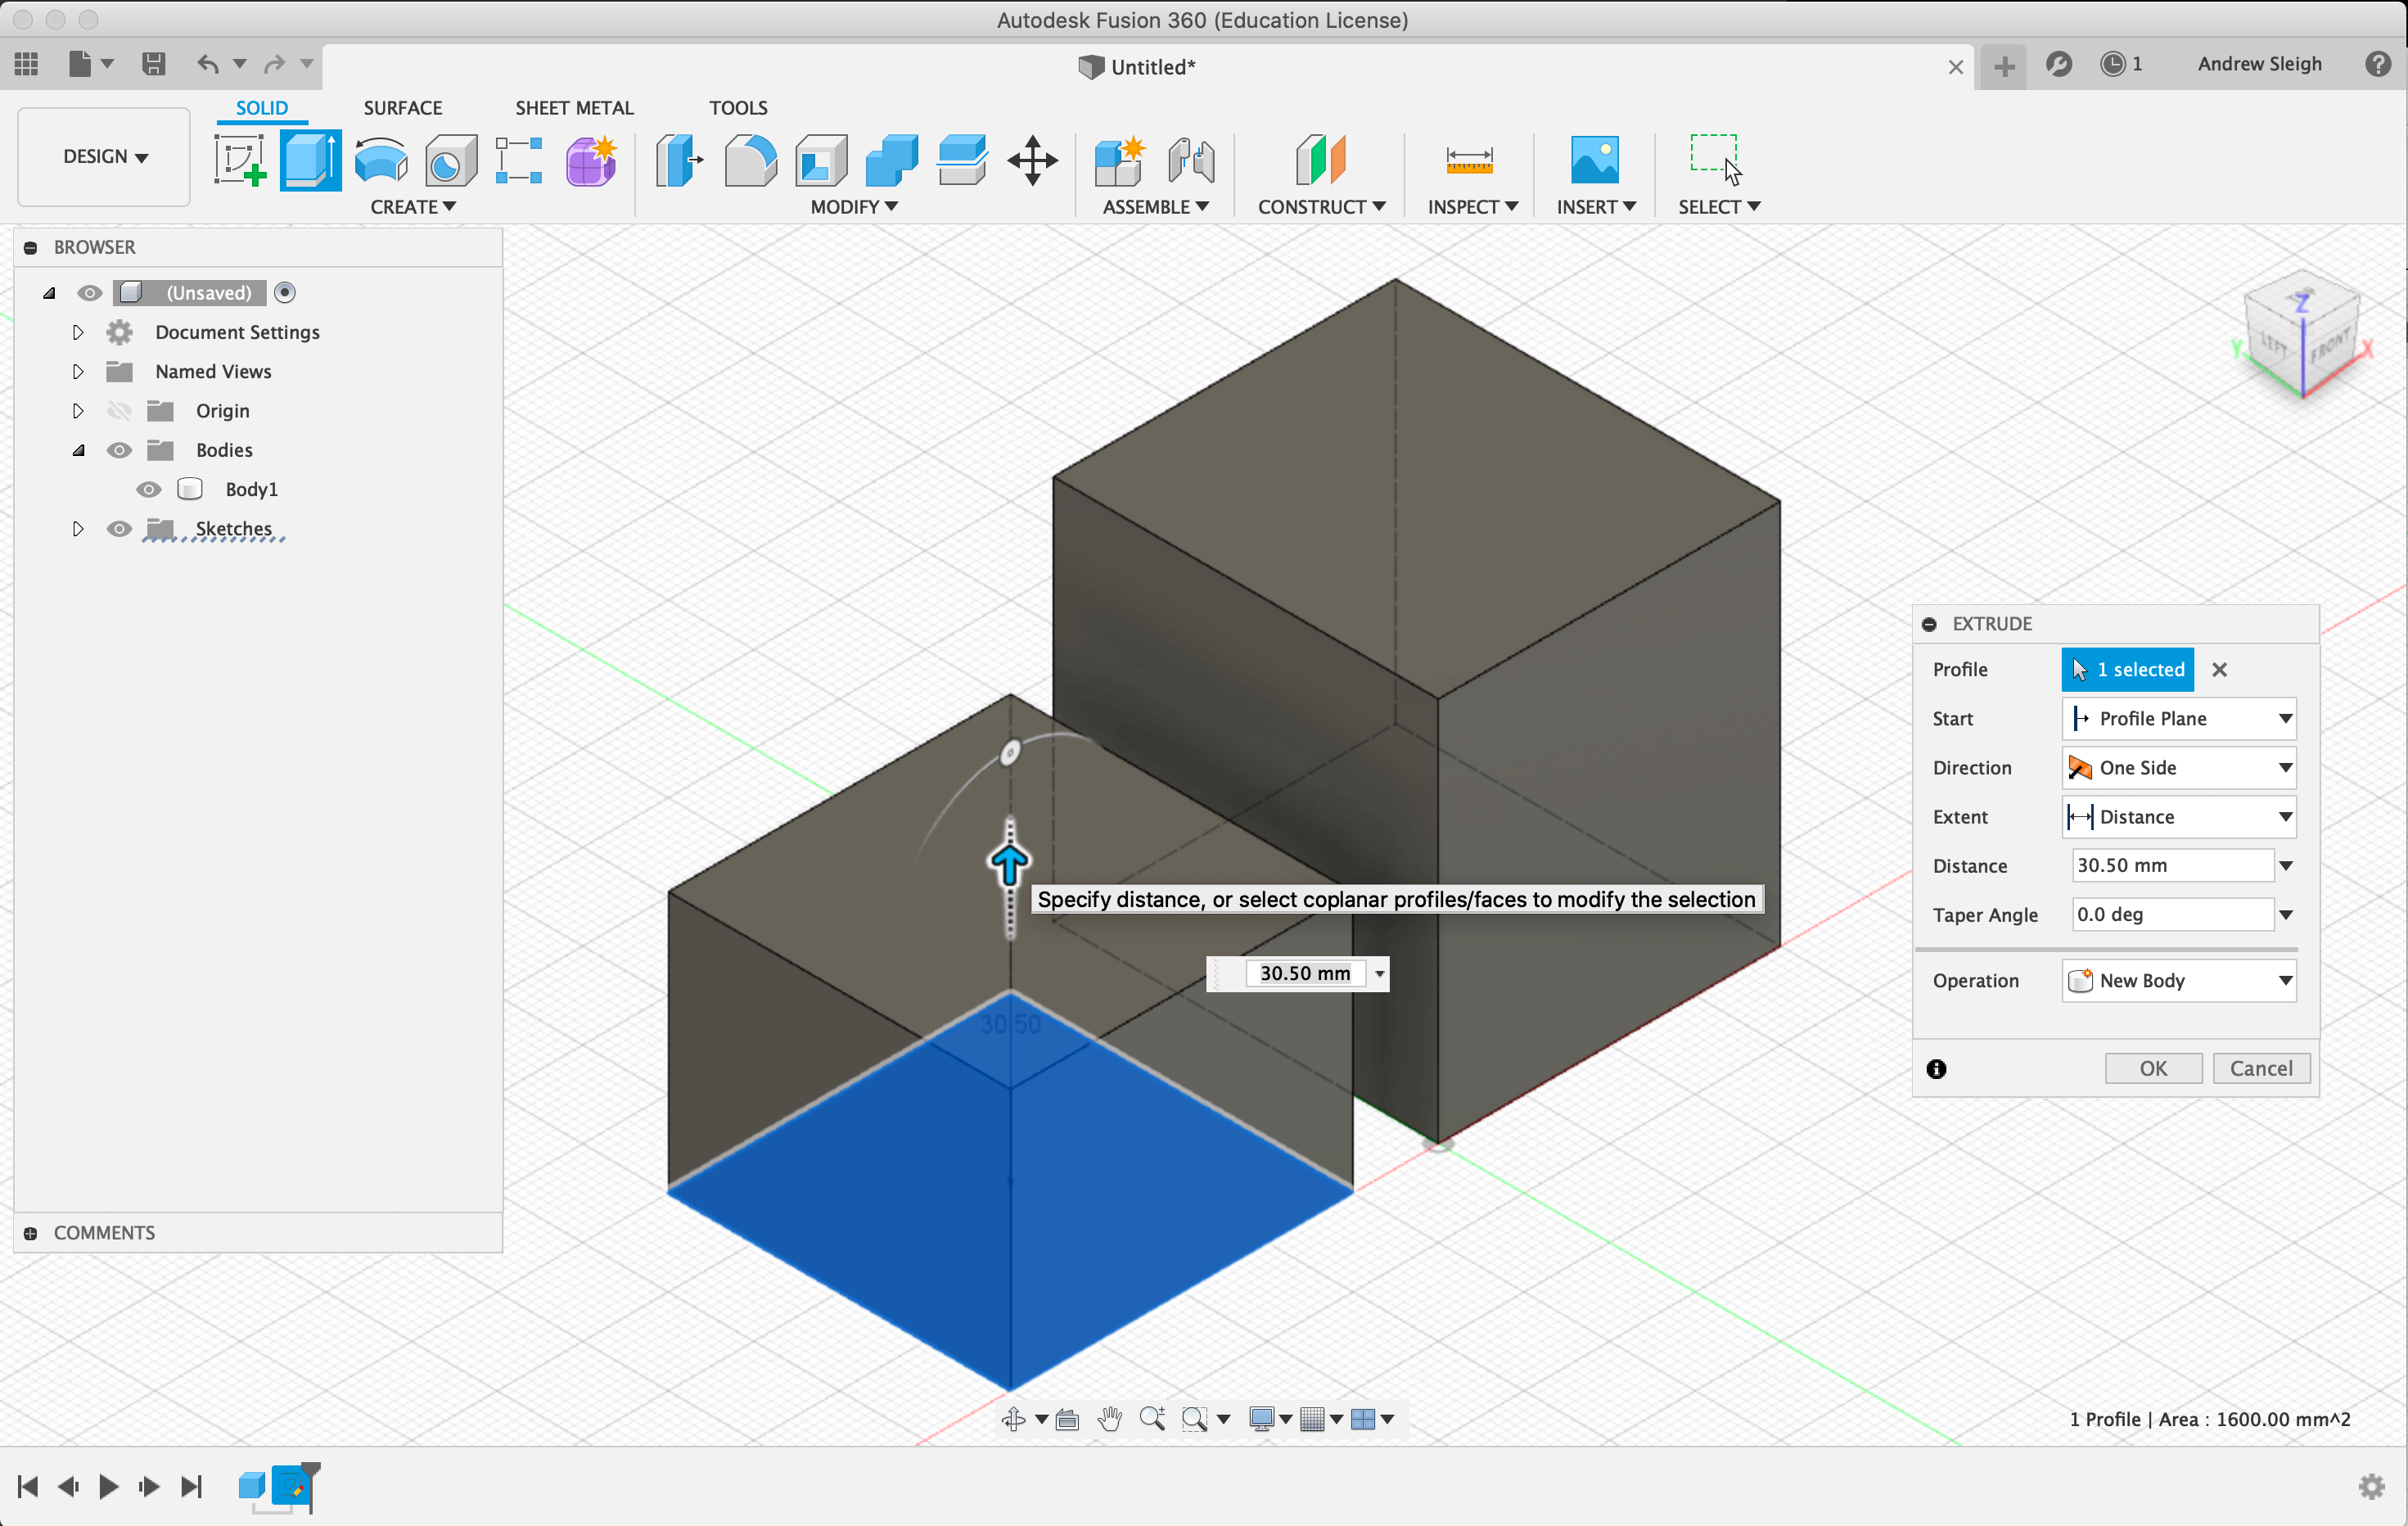 Autodesk Fusion 360 (Education License)
Untitled*
1
Andrew Sleigh
SOLID SURFACE SHEET METAL TOOLS
DESIGN
CREATE MODIFY ASSEMBLE CONSTRUCT INSPECT INSERT SELECT
BROWSER
(Unsaved)
Document Settings
Named Views
Origin
Bodies
Body1
Sketches
COMMENTS
Z
Y
X
LEFT
FRONT
EXTRUDE
Profile 1 selected
Start Profile Plane
Direction One Side
Extent Distance
Distance 30.50 mm
Taper Angle 0.0 deg
Operation New Body
OK Cancel
Specify distance, or select coplanar profiles/faces to modify the selection
30.50 mm
30.50
1 Profile | Area : 1600.00 mm^2